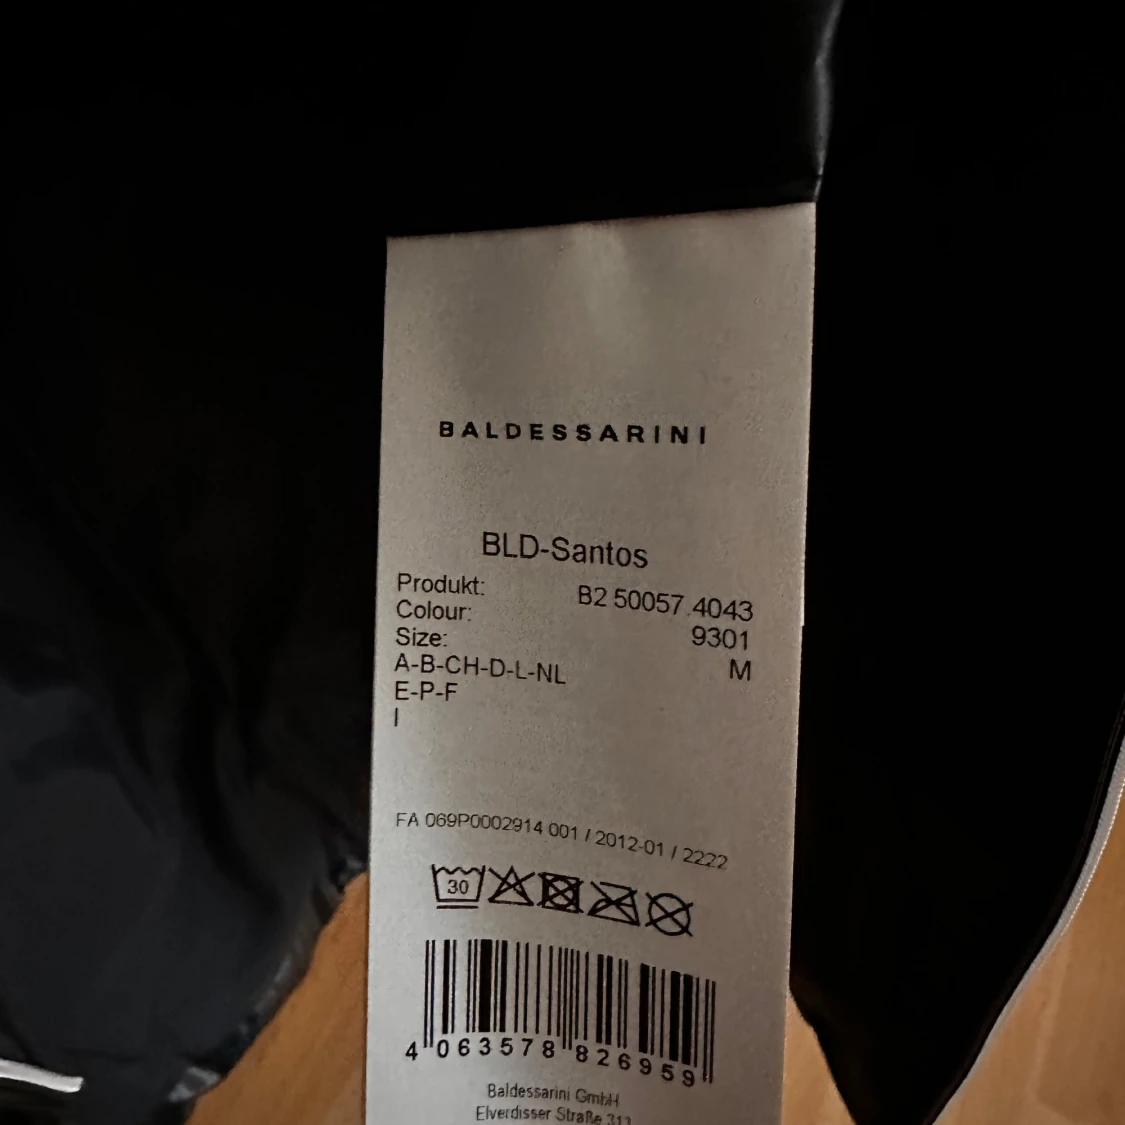 BALDESSARINI
BLD-Santos
Produkt: B2 50057.4043
Colour: 9301
Size: M
A-B-CH-D-L-NL
E-P-F
I
FA 069P0002914 001 / 2012-01 / 2222
30
4 063578 826959
Baldessarini GmbH
Elverdisser Straße 313